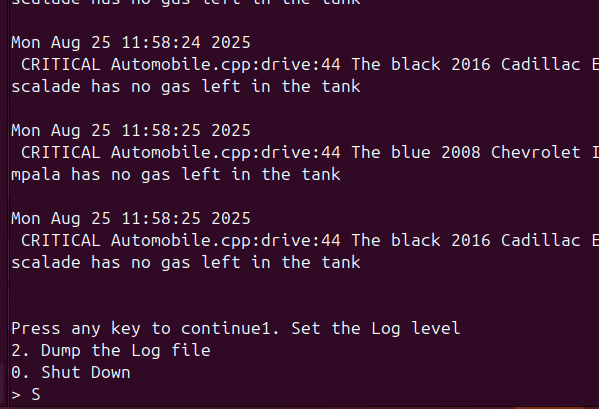 scalade has no gas left in the tank
Mon Aug 25 11:58:24 2025
CRITICAL Automobile.cpp:drive:44 The black 2016 Cadillac E
scalade has no gas left in the tank
Mon Aug 25 11:58:25 2025
CRITICAL Automobile.cpp:drive:44 The blue 2008 Chevrolet I
mpala has no gas left in the tank
Mon Aug 25 11:58:25 2025
CRITICAL Automobile.cpp:drive:44 The black 2016 Cadillac E
scalade has no gas left in the tank
Press any key to continue1. Set the Log level
2. Dump the Log file
0. Shut Down
> S